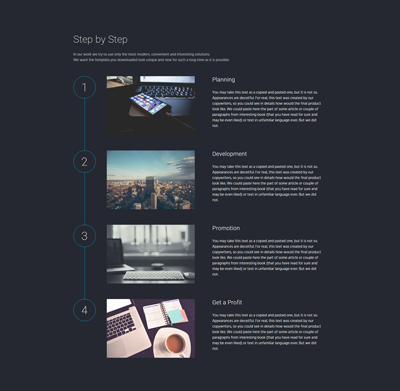 Step by Step
In our work we try to use only the most modern, convenient and interesting solutions.
We want the template you downloaded look unique and new for such a long time as it is possible.
1
Planning
You may take this text as a copied and pasted one, but it is not so.
Appearances are deceitful. For real, this text was created by our
copywriters, so you could see in details how would the final product
look like. We could paste here the part of some article or couple of
paragraphs from interesting book (that you have read for sure and
may be even liked) or text in unfamiliar language ever. But we did
not.
2
Development
You may take this text as a copied and pasted one, but it is not so.
Appearances are deceitful. For real, this text was created by our
copywriters, so you could see in details how would the final product
look like. We could paste here the part of some article or couple of
paragraphs from interesting book (that you have read for sure and
may be even liked) or text in unfamiliar language ever. But we did
not.
3
Promotion
You may take this text as a copied and pasted one, but it is not so.
Appearances are deceitful. For real, this text was created by our
copywriters, so you could see in details how would the final product
look like. We could paste here the part of some article or couple of
paragraphs from interesting book (that you have read for sure and
may be even liked) or text in unfamiliar language ever. But we did
not.
4
Get a Profit
You may take this text as a copied and pasted one, but it is not so.
Appearances are deceitful. For real, this text was created by our
copywriters, so you could see in details how would the final product
look like. We could paste here the part of some article or couple of
paragraphs from interesting book (that you have read for sure and
may be even liked) or text in unfamiliar language ever. But we did
not.